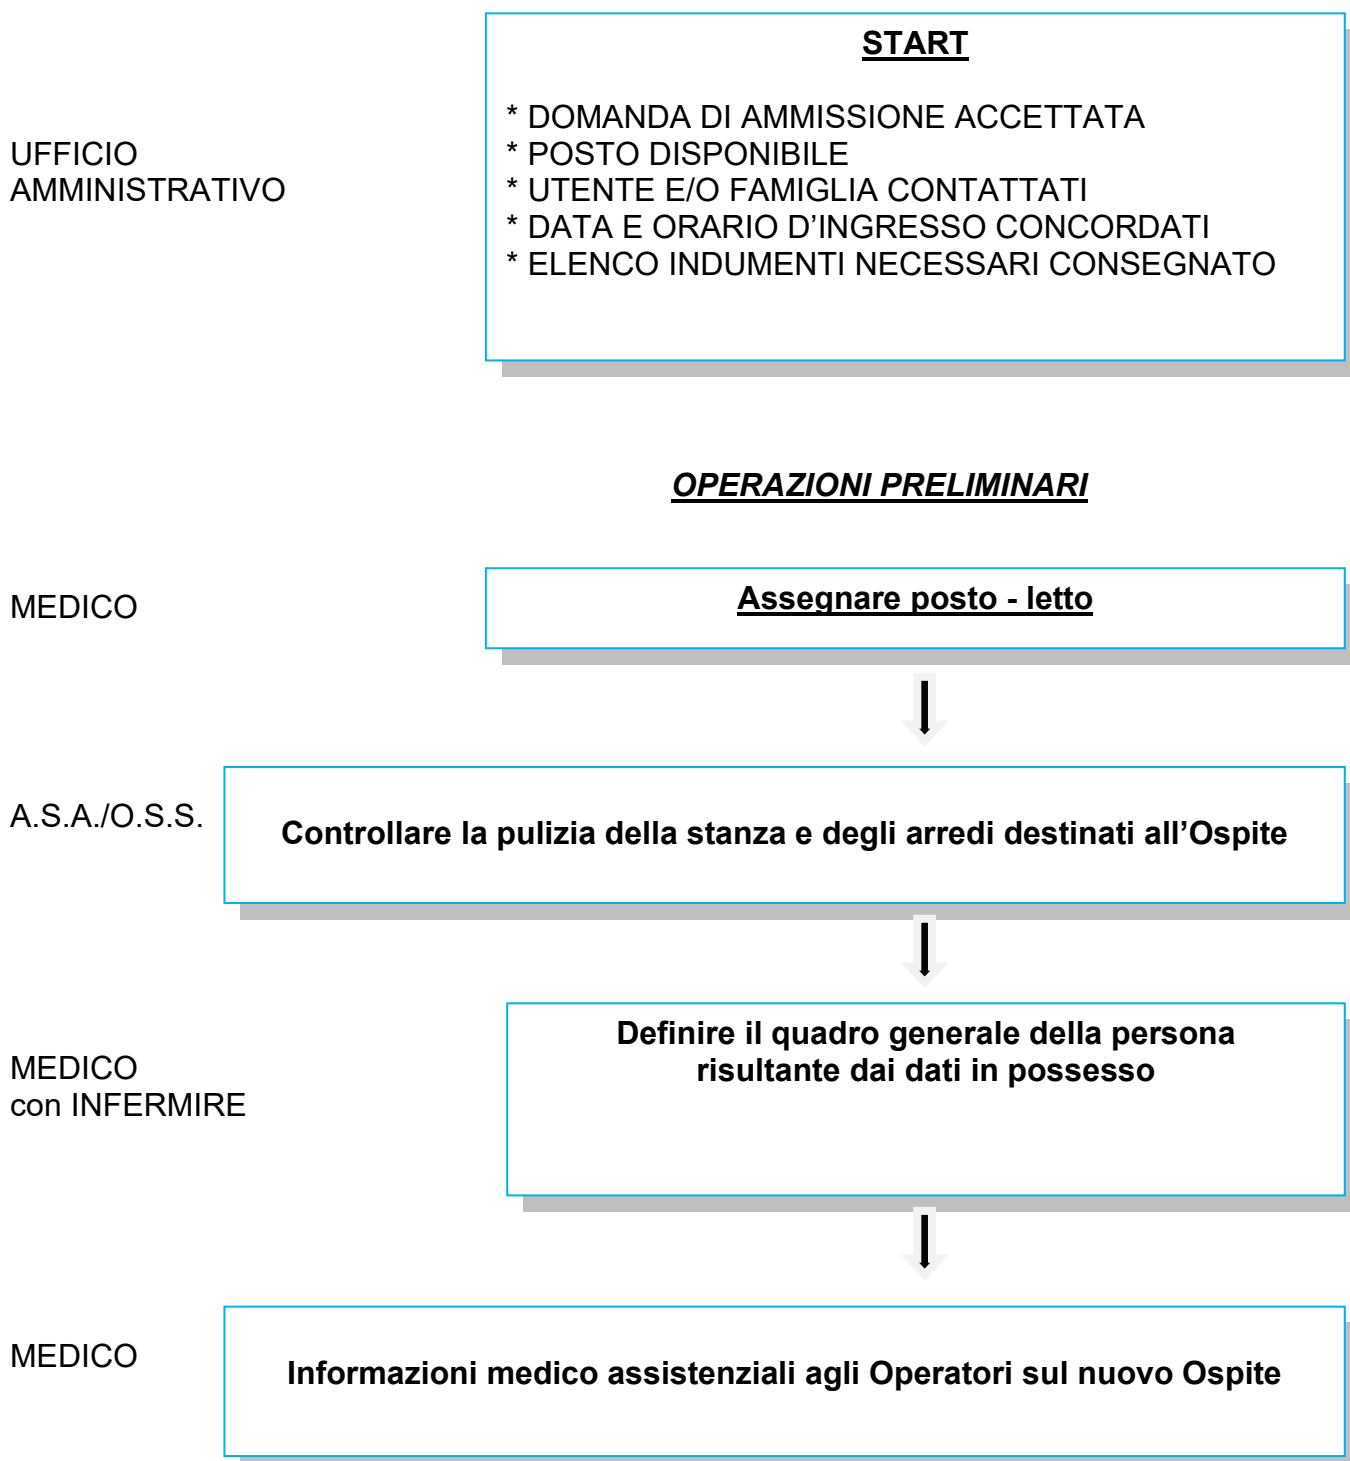 START
* DOMANDA DI AMMISSIONE ACCETTATA
UFFICIO
AMMINISTRATIVO
* POSTO DISPONIBILE
* UTENTE E/O FAMIGLIA CONTATTATI
* DATA E ORARIO D’INGRESSO CONCORDATI
* ELENCO INDUMENTI NECESSARI CONSEGNATO
OPERAZIONI PRELIMINARI
MEDICO
Assegnare posto - letto
A.S.A./O.S.S.
Controllare la pulizia della stanza e degli arredi destinati all’Ospite
MEDICO
con INFERMIRE
Definire il quadro generale della persona
risultante dai dati in possesso
MEDICO
Informazioni medico assistenziali agli Operatori sul nuovo Ospite